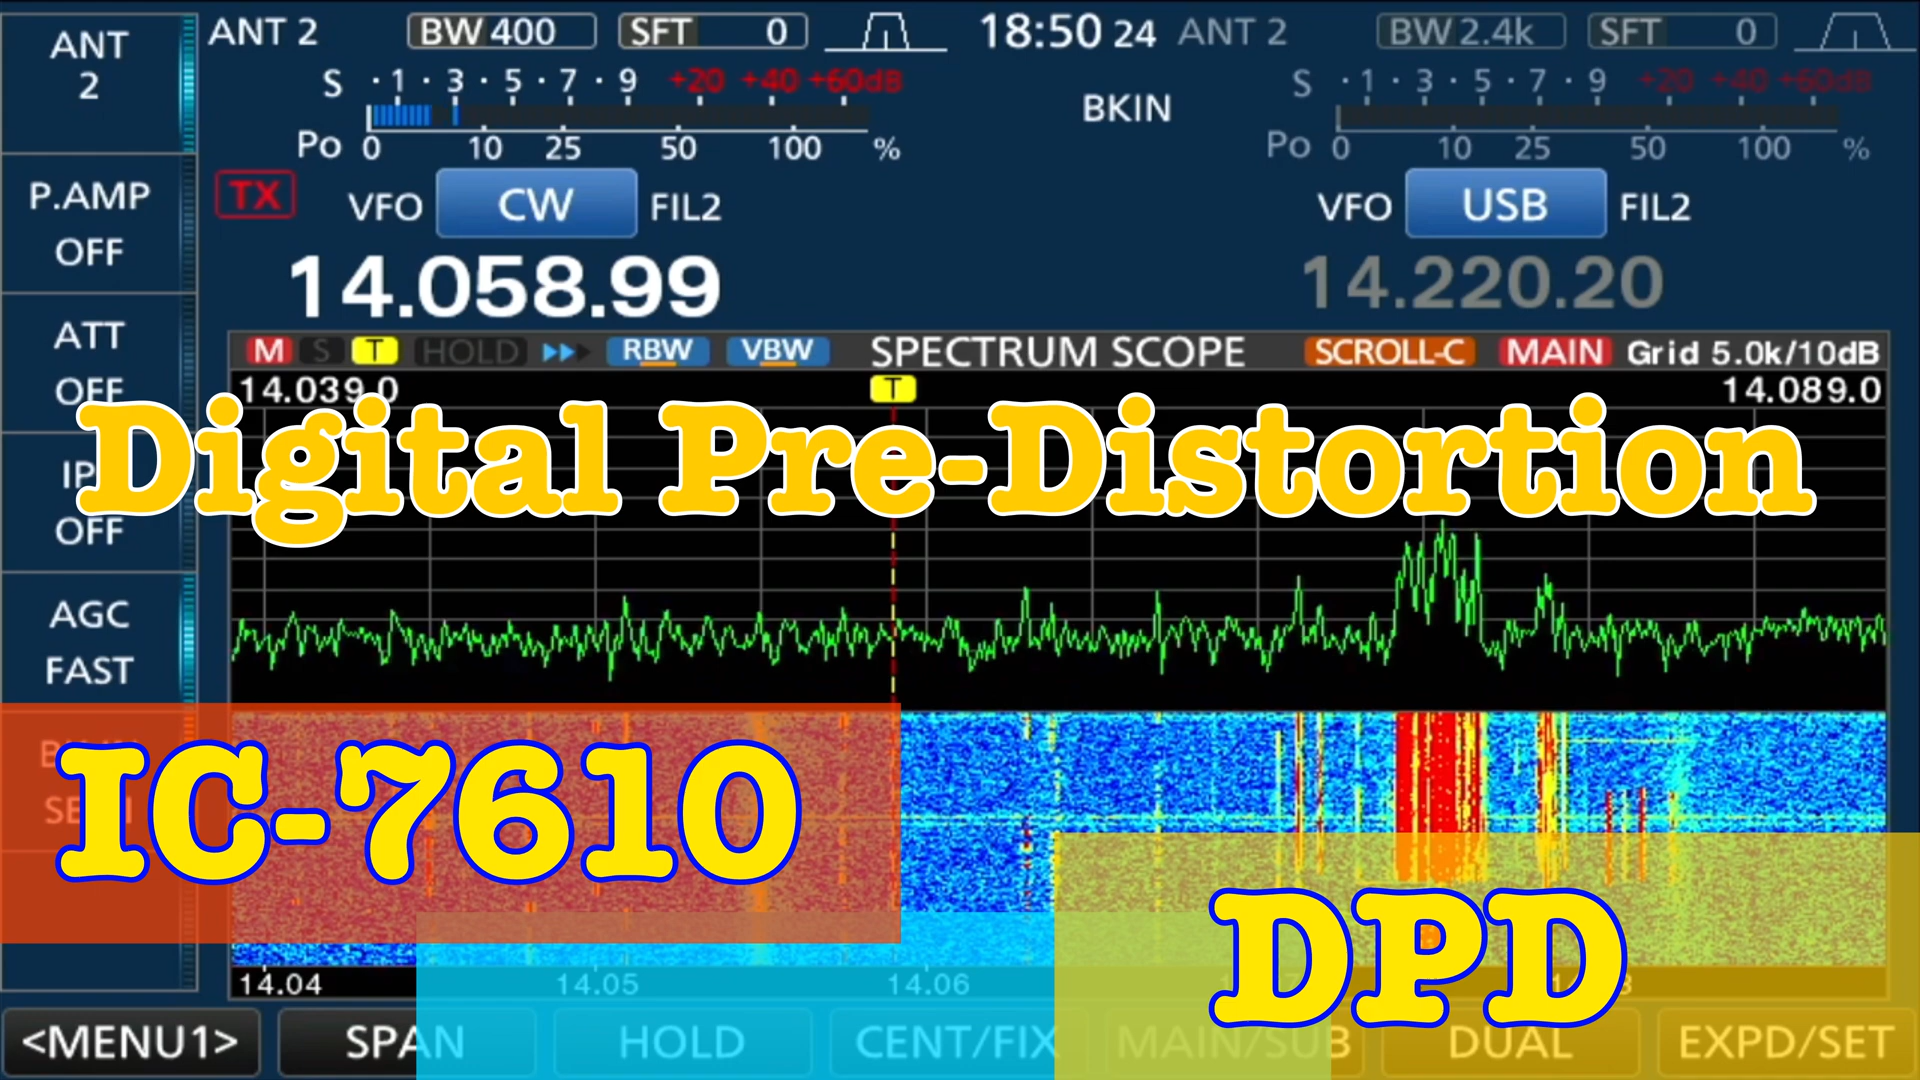 ANT 2 BW 400 SFT 0 18:50 24 ANT 2 BW 2.4k SFT 0
ANT
2
S ·1·3·5·7·9 +20 +40 +60dB
BKIN
S ·1·3·5·7·9 +20 +40 +60dB
Po 0 10 25 50 100 %
Po 0 10 25 50 100 %
P.AMP
OFF
TX VFO CW FIL2
VFO USB FIL2
14.058.99
14.220.20
ATT
OFF
M S T HOLD RBW VBW SPECTRUM SCOPE SCROLL-C MAIN Grid 5.0k/10dB
14.039.0 T 14.089.0
Digital Pre-Distortion
OFF
AGC
FAST
IC-7610
DPD
14.04 14.05 14.06
<MENU1> SPAN HOLD CENT/FIX MAIN/SUB DUAL EXPD/SET